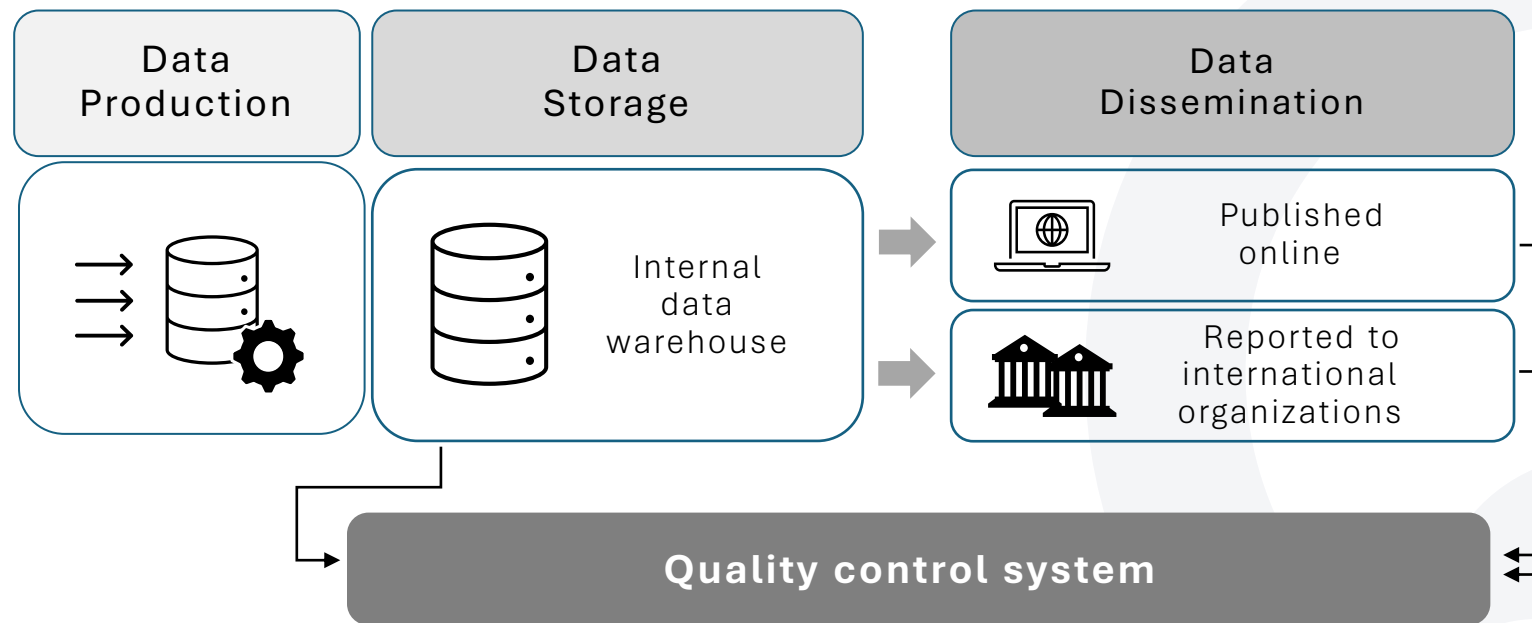 Data
Production
Data
Storage
Data
Dissemination
Internal
data
warehouse
Published
online
Reported to
international
organizations
Quality control system